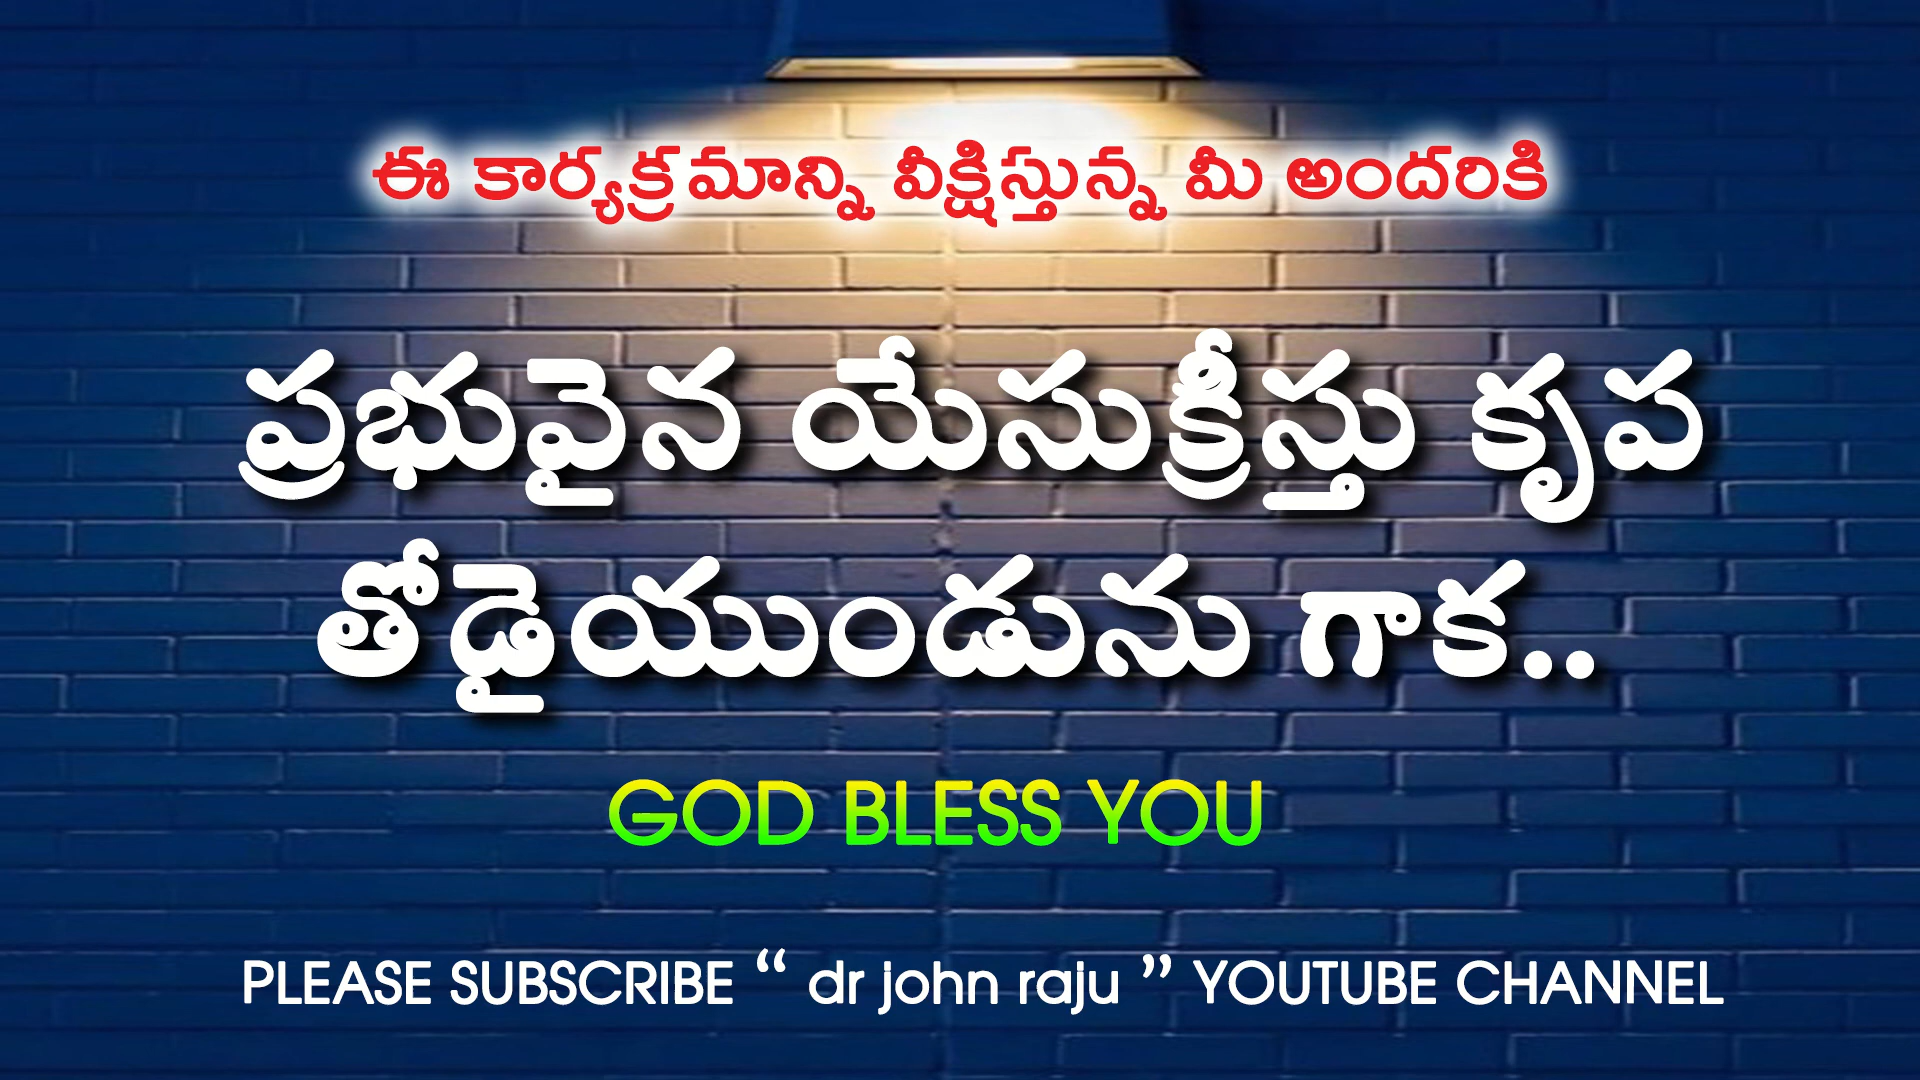 ఈ కార్యక్రమాన్ని వీక్షిస్తున్న మీ అందరికి
ప్రభువైన యేసుక్రీస్తు కృప
తోడైయుండును గాక..
GOD BLESS YOU
PLEASE SUBSCRIBE “ dr john raju ” YOUTUBE CHANNEL